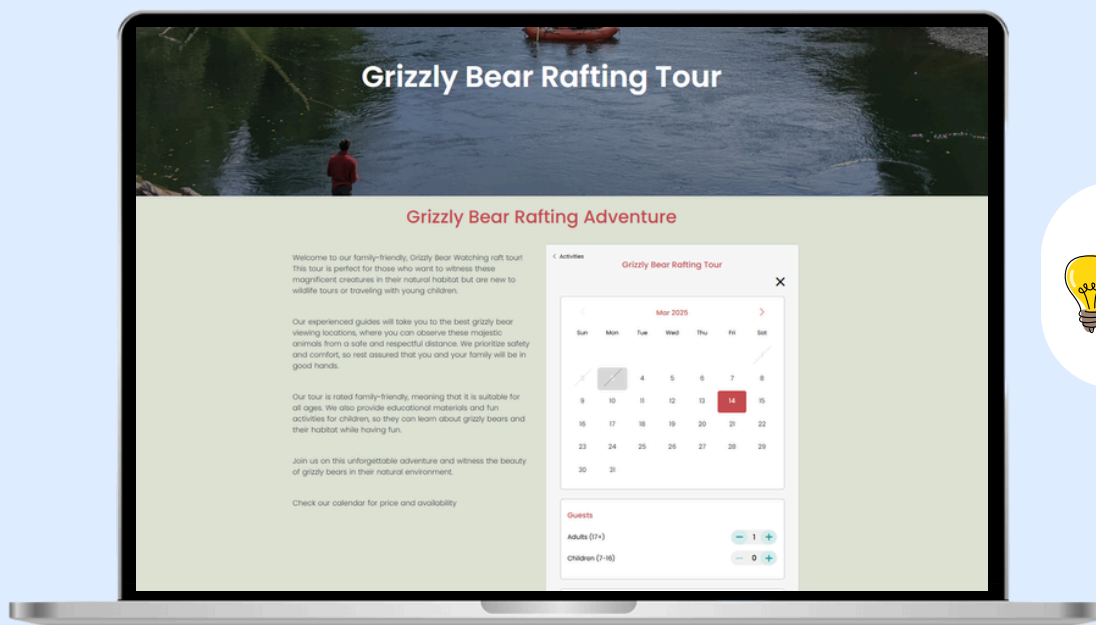 Grizzly Bear Rafting Tour
Grizzly Bear Rafting Adventure
Welcome to our family-friendly, Grizzly Bear Watching raft tour!
This tour is perfect for those who want to witness these
magnificent creatures in their natural habitat but are new to
wildlife tours or traveling with young children.
Our experienced guides will take you to the best grizzly bear
viewing locations, where you can observe these majestic
animals from a safe and respectful distance. We prioritize safety
and comfort, so rest assured that you and your family will be in
good hands.
Our tour is rated family-friendly, meaning that it is suitable for
all ages. We also provide educational materials and fun
activities for children, so they can learn about grizzly bears and
their habitat while having fun.
Join us on this unforgettable adventure and witness the beauty
of grizzly bears in their natural environment.
Check our calendar for price and availability
< Activities
Grizzly Bear Rafting Tour
Mar 2025
Sun Mon Tue Wed Thu Fri Sat
4 5 6 7 8
9 10 11 12 13 14 15
16 17 18 19 20 21 22
23 24 25 26 27 28 29
30 31
Guests
Adults (17+) − 1 +
Children (7-16) − 0 +